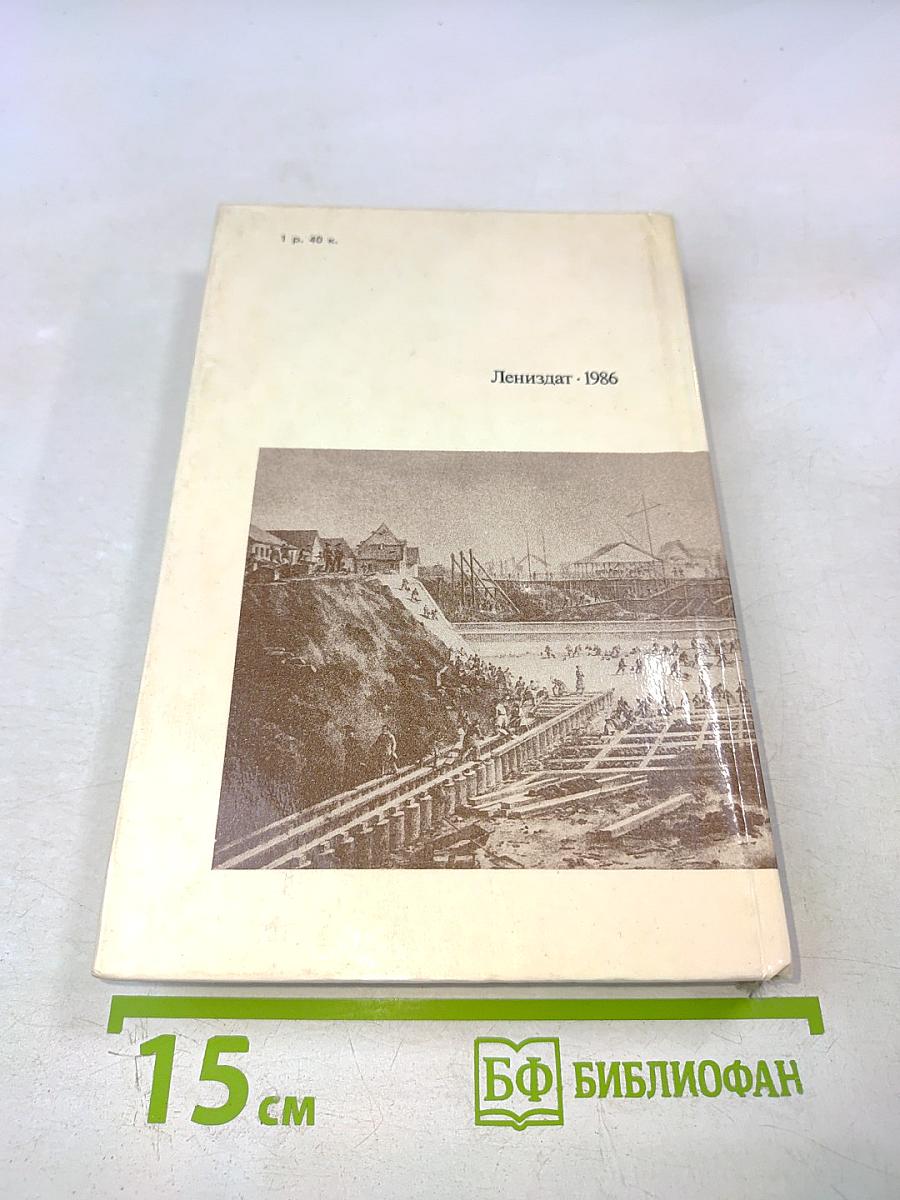 1 р. 40 к.
Лениздат · 1986
15 см
БФ БИБЛИОФАН